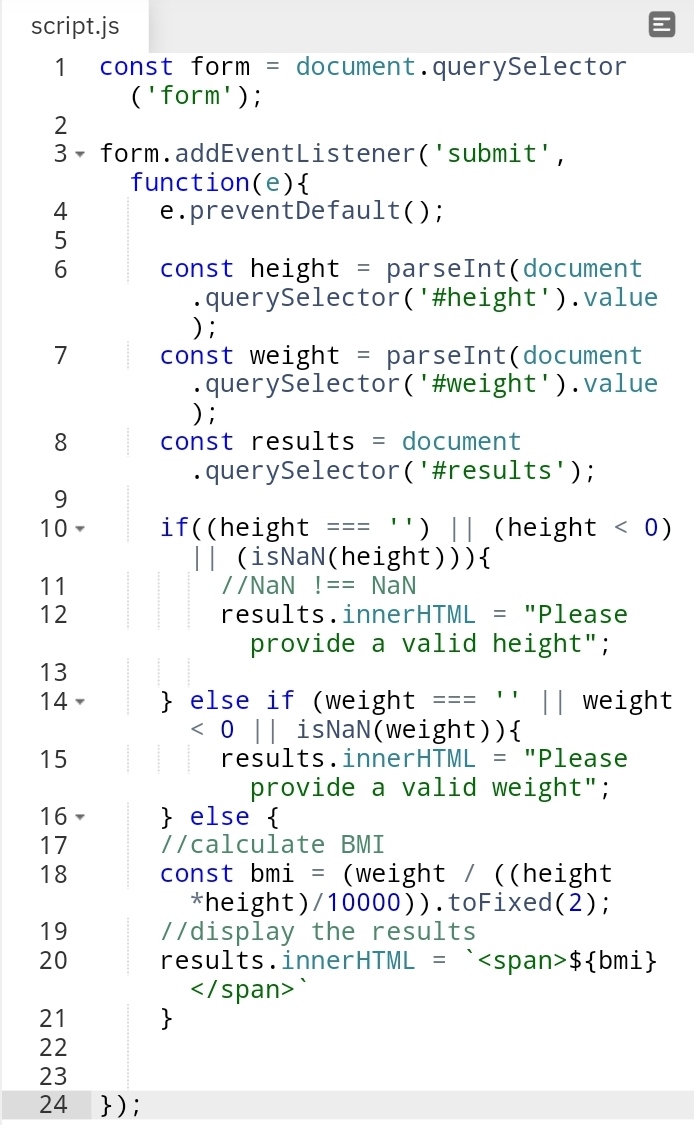 script.js
1 const form = document.querySelector
('form');
2
3 form.addEventListener('submit',
function(e){
4 e.preventDefault();
5
6 const height = parseInt(document
.querySelector('#height').value
);
7 const weight = parseInt(document
.querySelector('#weight').value
);
8 const results = document
.querySelector('#results');
9
10 if((height === '') || (height < 0)
|| (isNaN(height))){
11 //NaN !== NaN
12 results.innerHTML = "Please
provide a valid height";
13
14 } else if (weight === '' || weight
< 0 || isNaN(weight)){
15 results.innerHTML = "Please
provide a valid weight";
16 } else {
17 //calculate BMI
18 const bmi = (weight / ((height
*height)/10000)).toFixed(2);
19 //display the results
20 results.innerHTML = `<span>${bmi}
</span>`
21 }
22
23
24 });